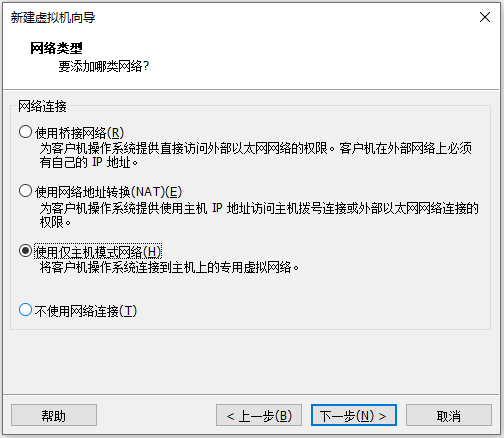 新建虚拟机向导
网络类型
要添加哪类网络?
网络连接
使用桥接网络(R)
为客户机操作系统提供直接访问外部以太网网络的权限。客户机在外部网络上必须
有自己的 IP 地址。
使用网络地址转换(NAT)(E)
为客户机操作系统提供使用主机 IP 地址访问主机拨号连接或外部以太网网络连接的
权限。
使用仅主机模式网络(H)
将客户机操作系统连接到主机上的专用虚拟网络。
不使用网络连接(T)
帮助
< 上一步(B)
下一步(N) >
取消